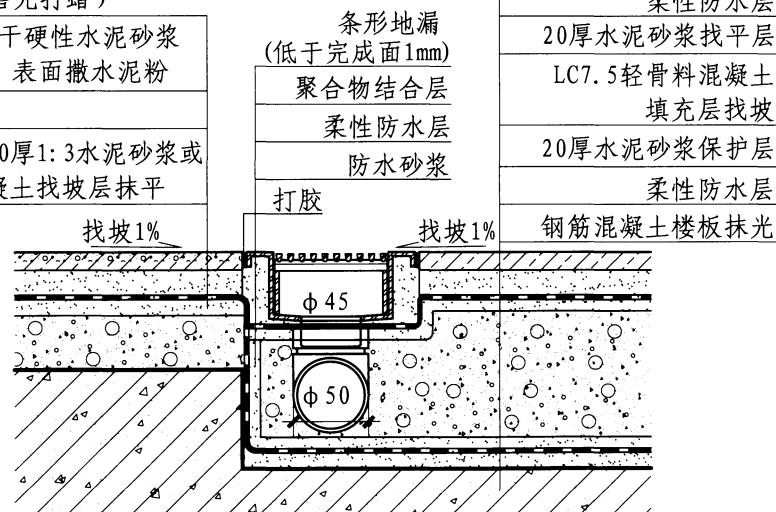 干硬性水泥砂浆
表面撒水泥粉
0厚1:3水泥砂浆或
凝土找坡层抹平
条形地漏
(低于完成面1mm)
聚合物结合层
柔性防水层
防水砂浆
打胶
柔性防水层
20厚水泥砂浆找平层
LC7.5轻骨料混凝土
填充层找坡
20厚水泥砂浆保护层
柔性防水层
钢筋混凝土楼板抹光
找坡1%
找坡1%
ф45
ф50